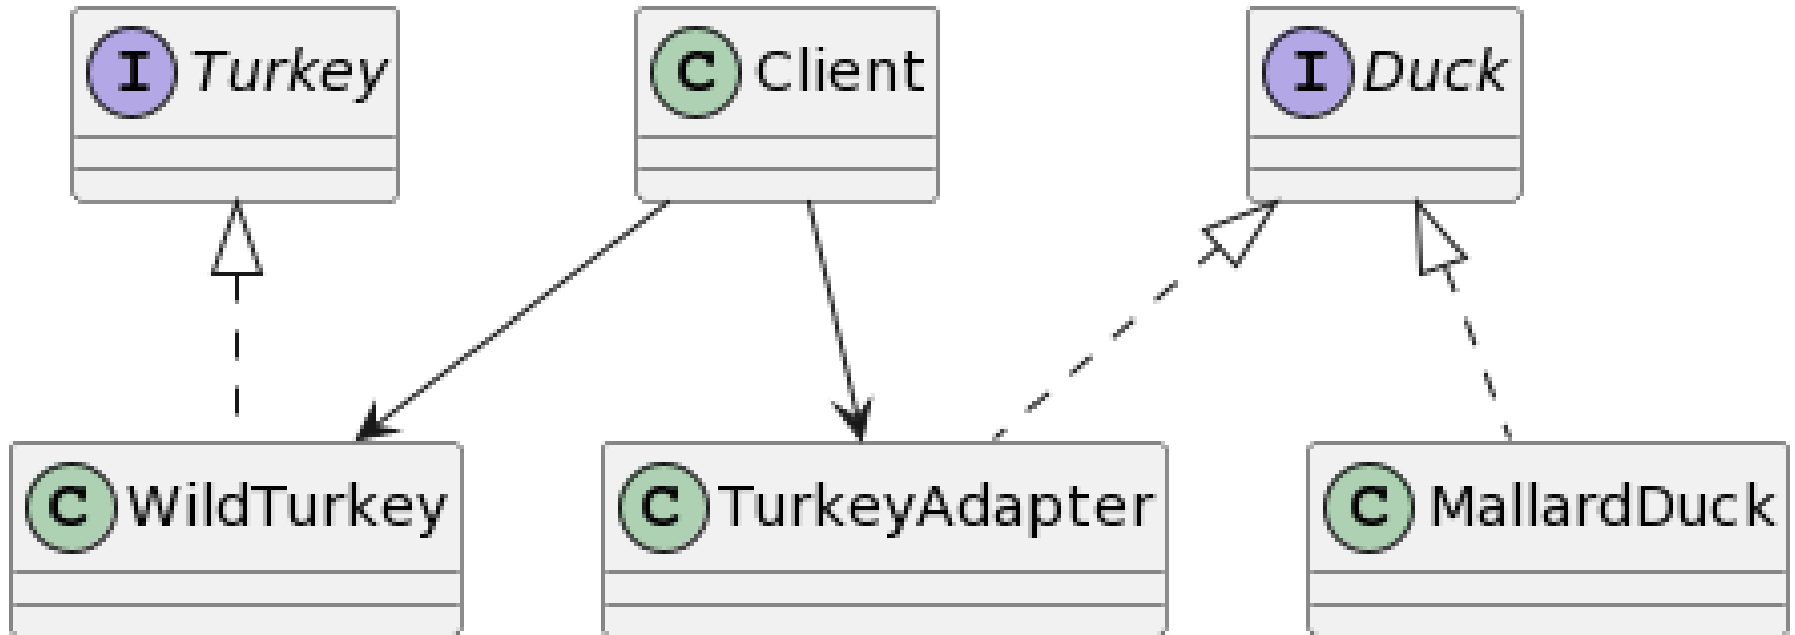 I Turkey
C Client
I Duck
C WildTurkey
C TurkeyAdapter
C MallardDuck